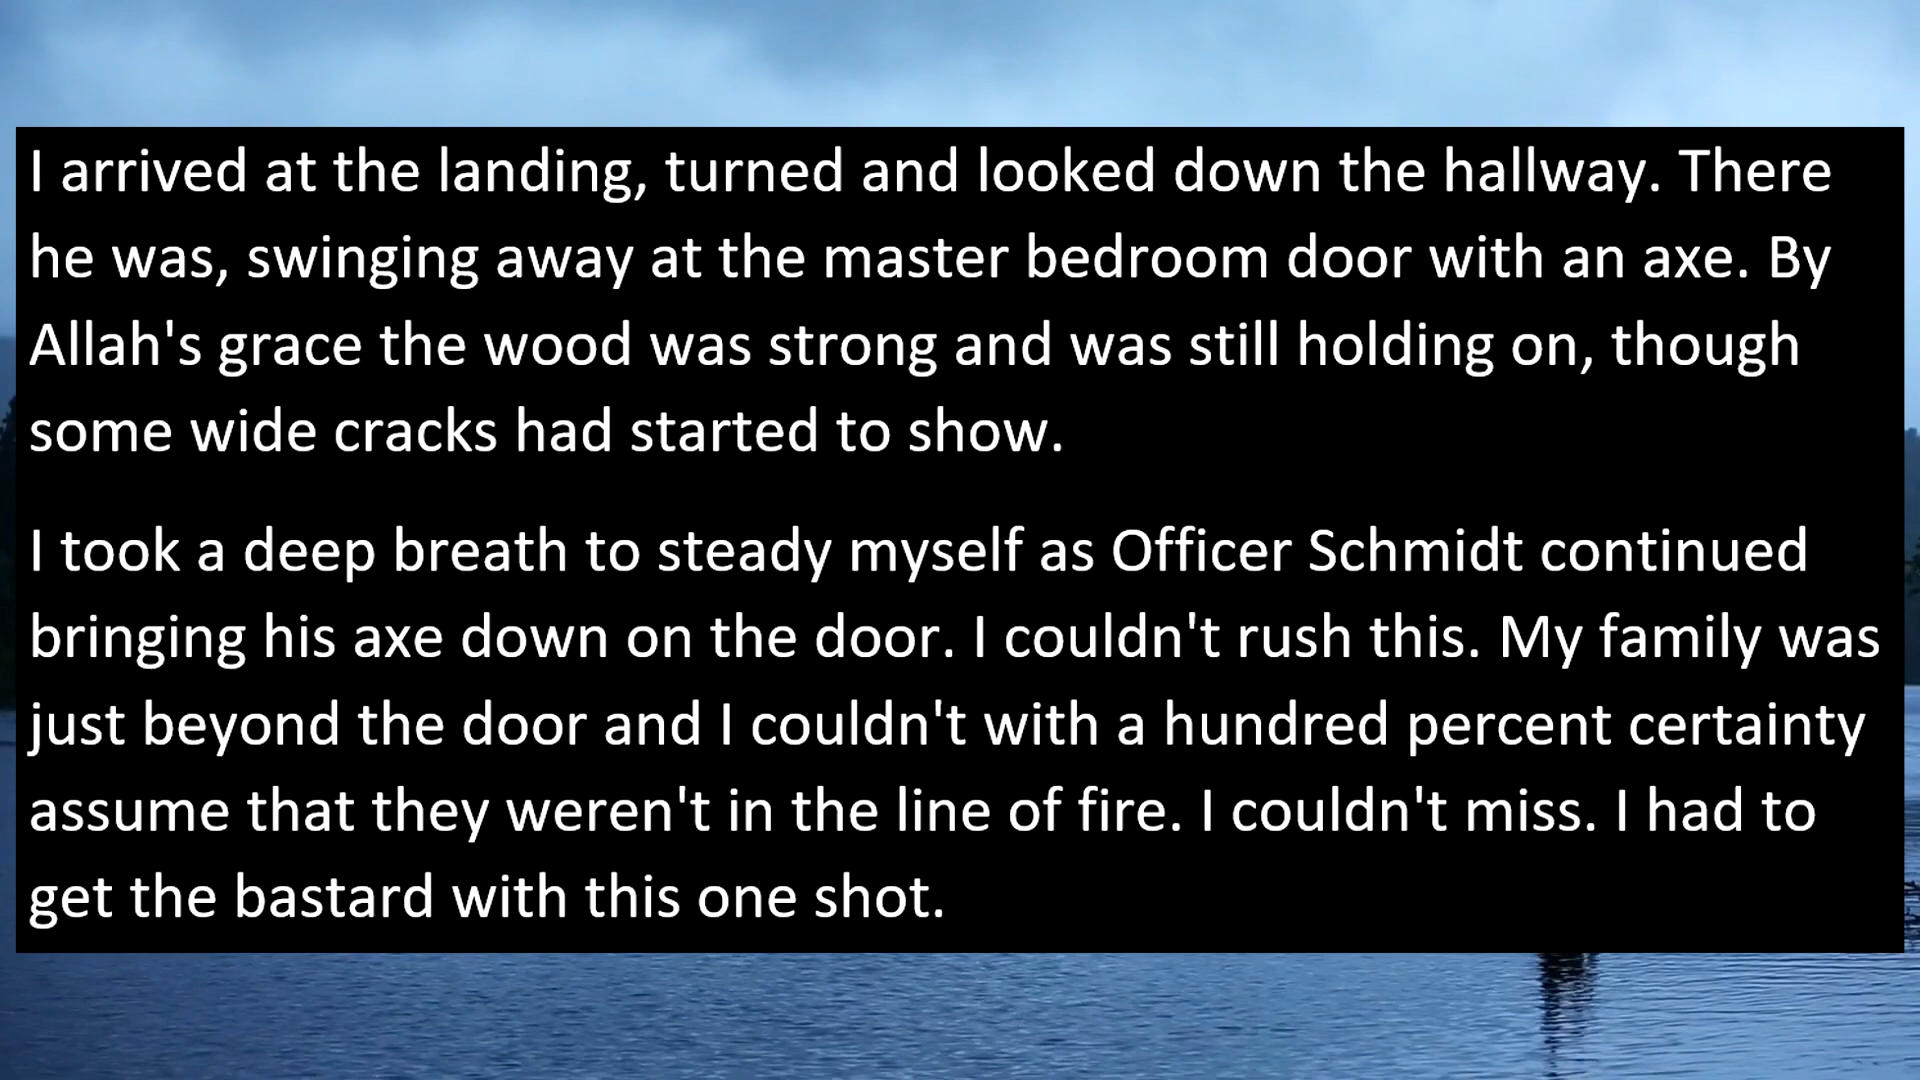 I arrived at the landing, turned and looked down the hallway. There
he was, swinging away at the master bedroom door with an axe. By
Allah's grace the wood was strong and was still holding on, though
some wide cracks had started to show.
I took a deep breath to steady myself as Officer Schmidt continued
bringing his axe down on the door. I couldn't rush this. My family was
just beyond the door and I couldn't with a hundred percent certainty
assume that they weren't in the line of fire. I couldn't miss. I had to
get the bastard with this one shot.